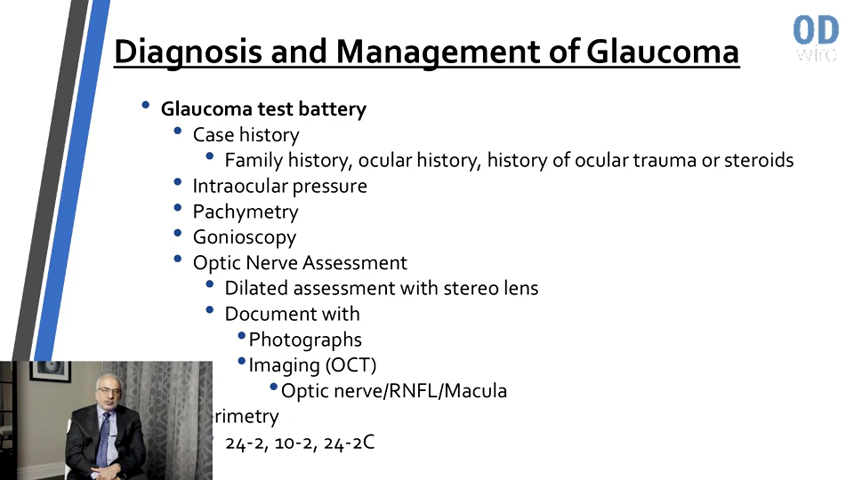 OD
wire
Diagnosis and Management of Glaucoma
• Glaucoma test battery
• Case history
• Family history, ocular history, history of ocular trauma or steroids
• Intraocular pressure
• Pachymetry
• Gonioscopy
• Optic Nerve Assessment
• Dilated assessment with stereo lens
• Document with
• Photographs
• Imaging (OCT)
• Optic nerve/RNFL/Macula
erimetry
24-2, 10-2, 24-2C